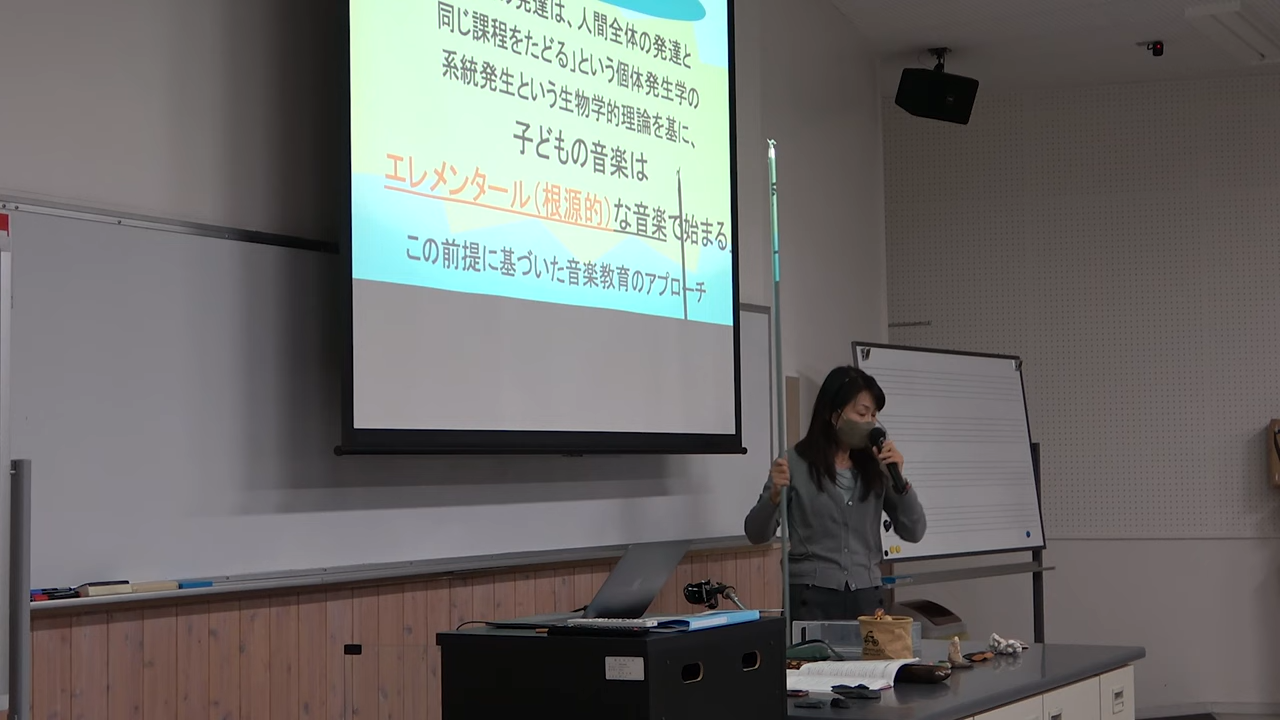 発達は、人間全体の発達と
同じ課程をたどる」という個体発生学の
系統発生という生物学的理論を基に、
子どもの音楽は
エレメンタール(根源的)な音楽で始まる。
この前提に基づいた音楽教育のアプローチ